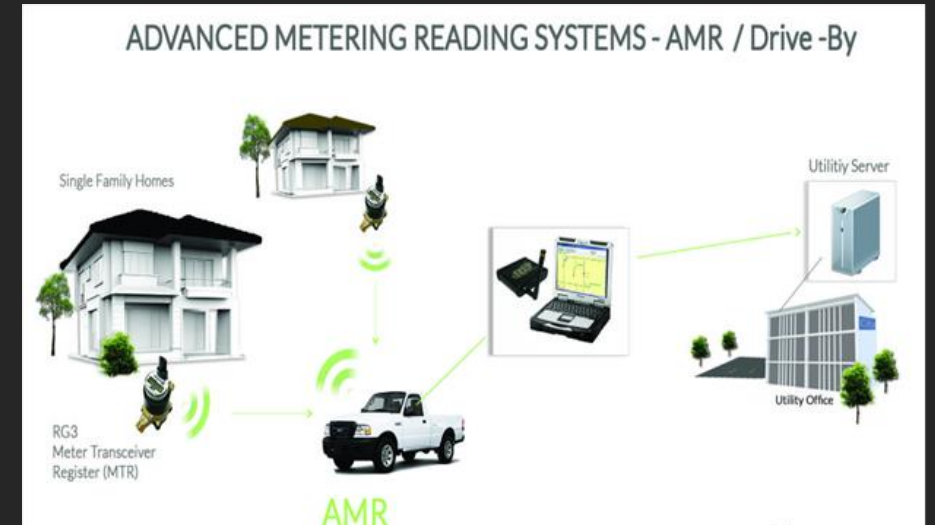 ADVANCED METERING READING SYSTEMS - AMR / Drive -By
Single Family Homes
Utilitiy Server
Utility Office
RG3
Meter Transceiver
Register (MTR)
AMR